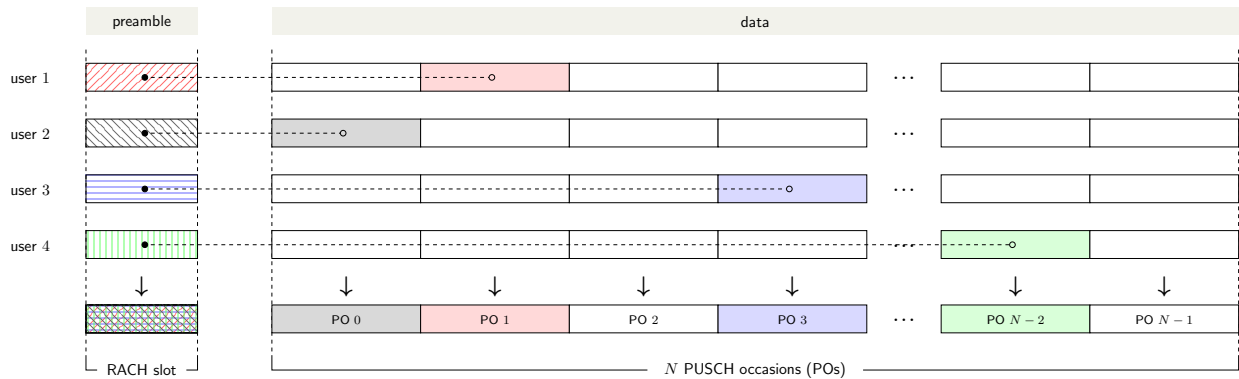 preamble data
user 1
...
user 2
...
user 3
...
user 4
...
↓ ↓ ↓ ↓ ↓ ↓ ↓
PO 0 PO 1 PO 2 PO 3 ... PO N − 2 PO N − 1
RACH slot N PUSCH occasions (POs)